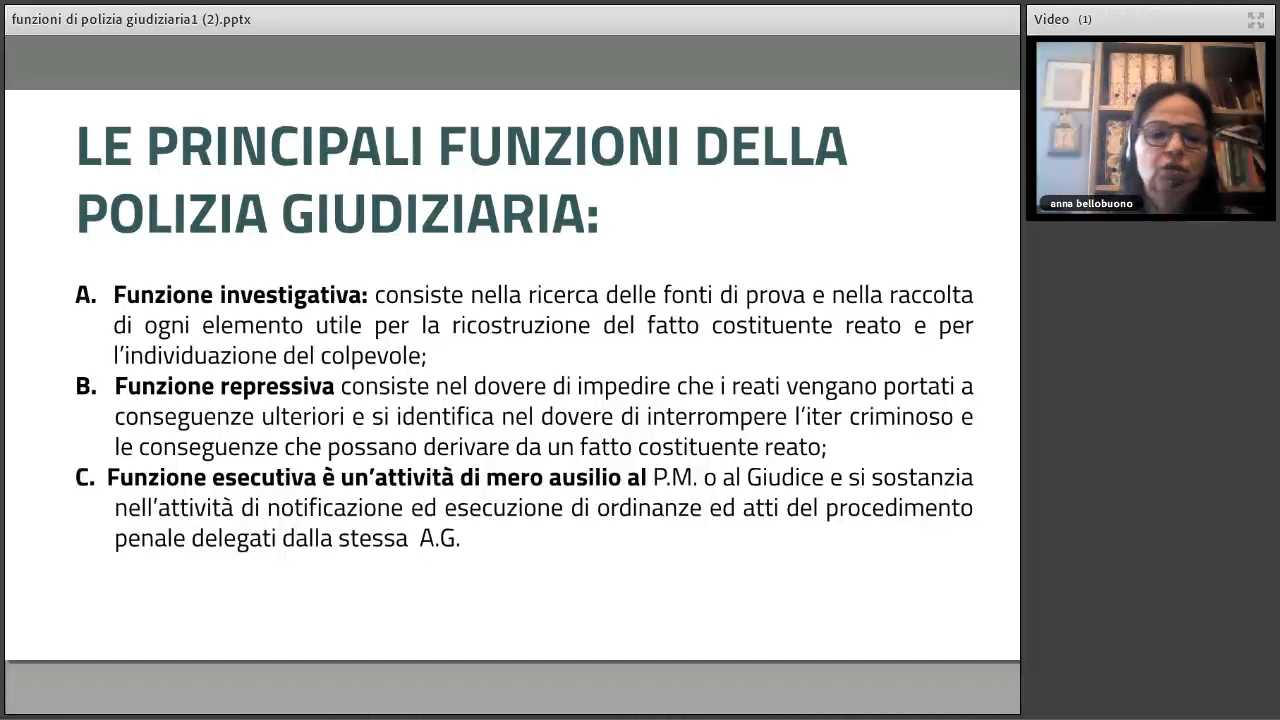 funzioni di polizia giudiziaria1 (2).pptx
Video (1)
anna bellobuono
LE PRINCIPALI FUNZIONI DELLA
POLIZIA GIUDIZIARIA:
A. Funzione investigativa: consiste nella ricerca delle fonti di prova e nella raccolta
di ogni elemento utile per la ricostruzione del fatto costituente reato e per
l’individuazione del colpevole;
B. Funzione repressiva consiste nel dovere di impedire che i reati vengano portati a
conseguenze ulteriori e si identifica nel dovere di interrompere l’iter criminoso e
le conseguenze che possano derivare da un fatto costituente reato;
C. Funzione esecutiva è un’attività di mero ausilio al P.M. o al Giudice e si sostanzia
nell’attività di notificazione ed esecuzione di ordinanze ed atti del procedimento
penale delegati dalla stessa A.G.